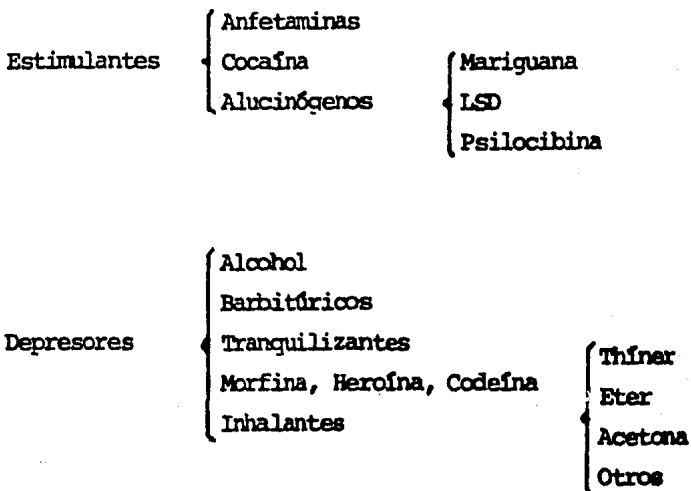 Estimulantes
Anfetaminas
Cocaína
Alucinógenos
Mariguana
LSD
Psilocibina
Depresores
Alcohol
Barbitúricos
Tranquilizantes
Morfina, Heroína, Codeína
Inhalantes
Thíner
Eter
Acetona
Otros